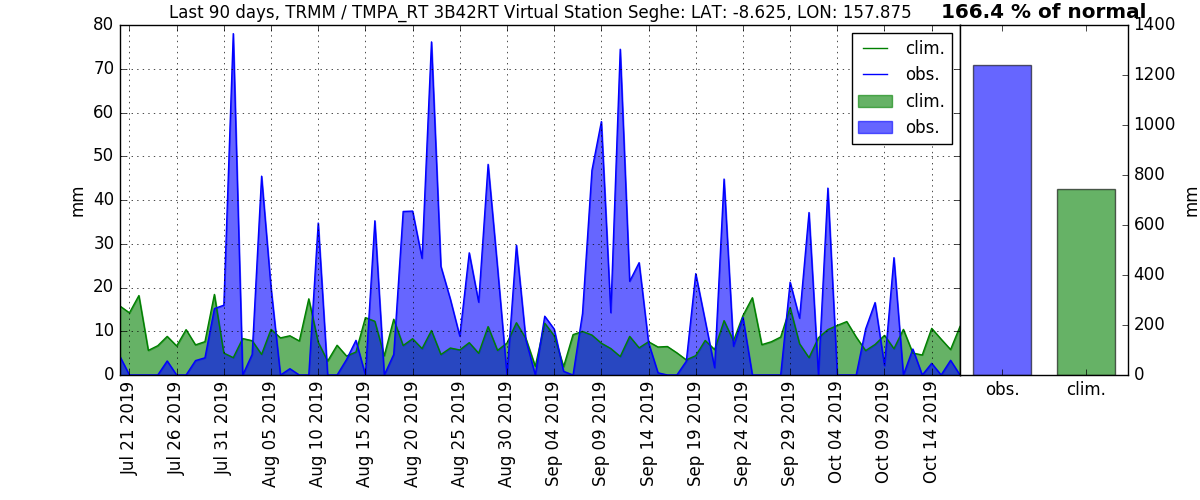 Last 90 days, TRMM / TMPA_RT 3B42RT Virtual Station Seghe: LAT: -8.625, LON: 157.875
166.4 % of normal
80
70
60
50
40
30
20
10
0
mm
clim.
obs.
clim.
obs.
1400
1200
1000
800
600
400
200
0
mm
Jul 21 2019
Jul 26 2019
Jul 31 2019
Aug 05 2019
Aug 10 2019
Aug 15 2019
Aug 20 2019
Aug 25 2019
Aug 30 2019
Sep 04 2019
Sep 09 2019
Sep 14 2019
Sep 19 2019
Sep 24 2019
Sep 29 2019
Oct 04 2019
Oct 09 2019
Oct 14 2019
obs.
clim.